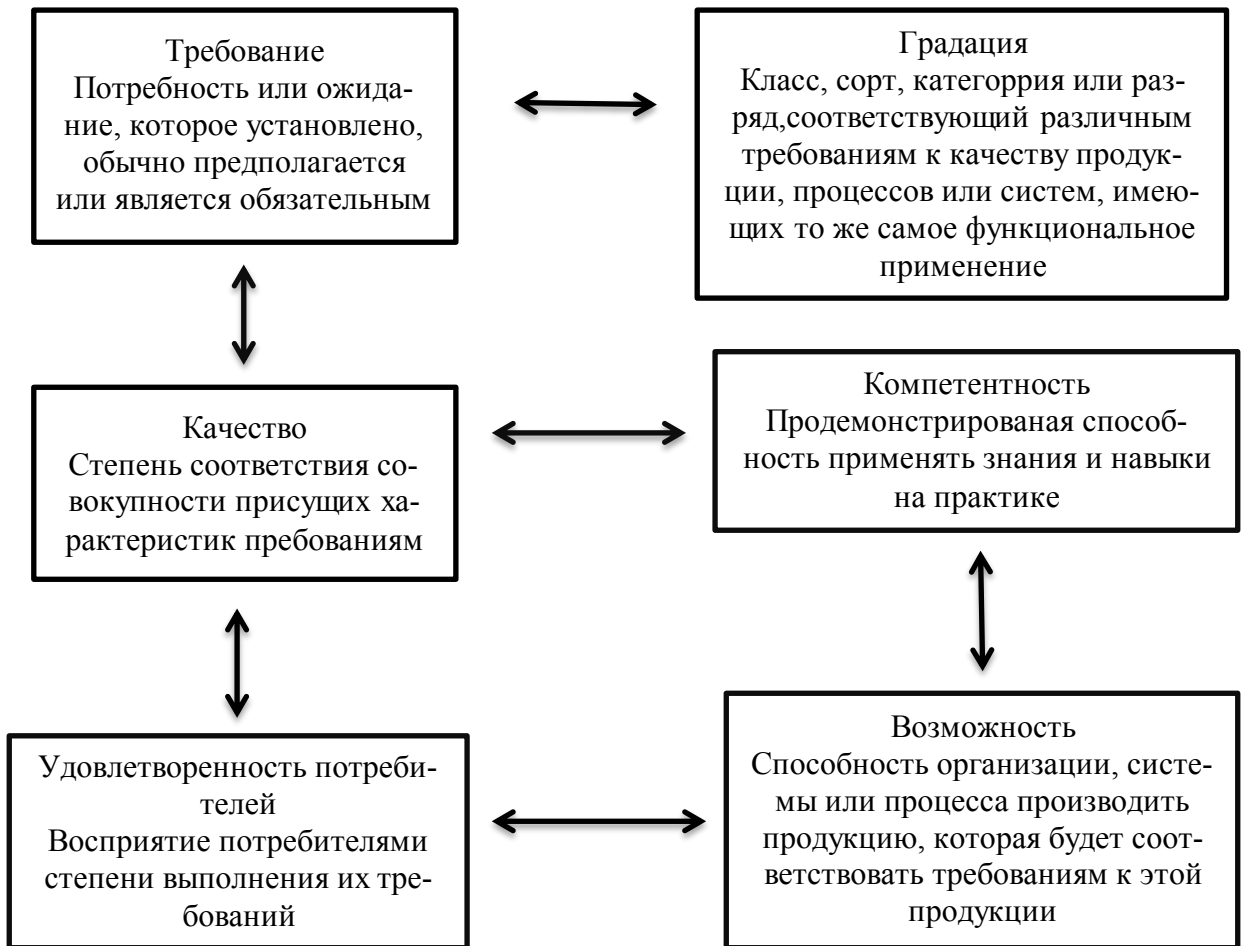 Требование
Потребность или ожида-
ние, которое установлено,
обычно предполагается
или является обязательным
Градация
Класс, сорт, категоррия или раз-
ряд,соответствующий различным
требованиям к качеству продук-
ции, процессов или систем, имею-
щих то же самое функциональное
применение
Качество
Степень соответствия со-
вокупности присущих ха-
рактеристик пребованиям
Компетентность
Продемонстрированая способ-
ность применять знания и навыки
на практике
Удовлетворенность потреби-
телей
Восприятие потребителями
степени выполнения их тре-
бований
Возможность
Способность организации, систе-
мы или процесса производить
продукцию, которая будет соот-
ветствовать требованиям к этой
продукции